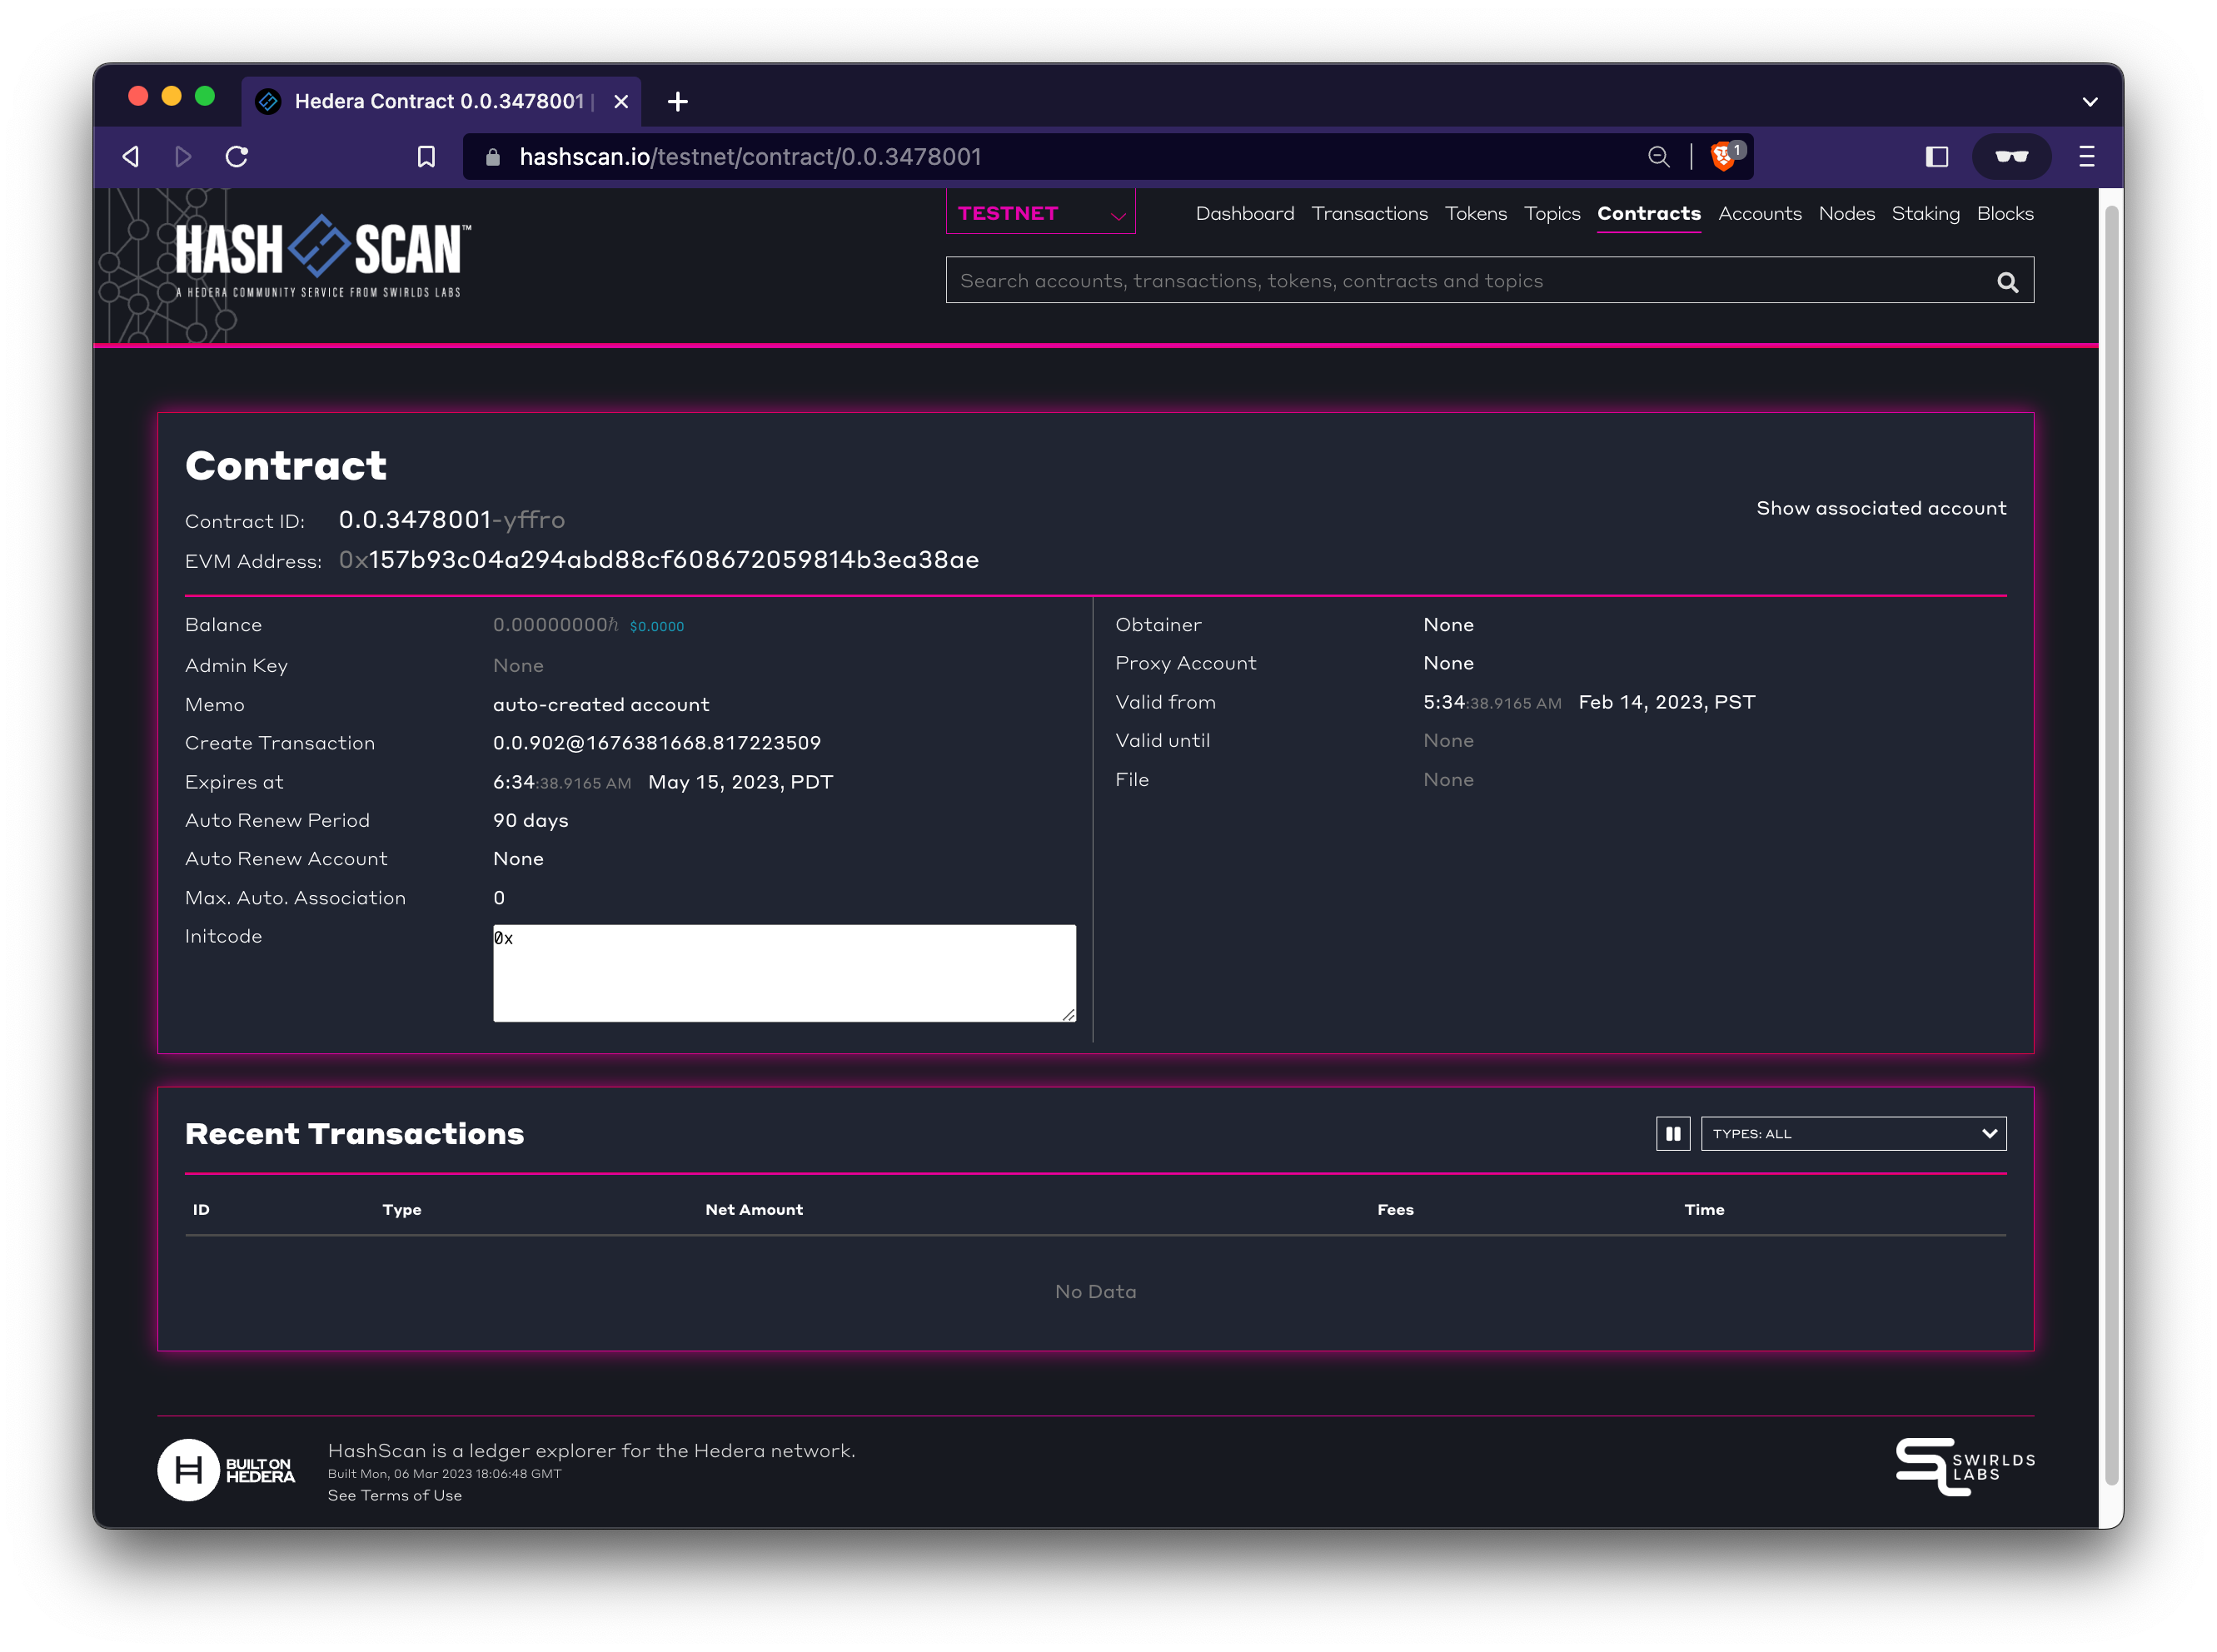 Hedera Contract 0.0.3478001 |
hashscan.io/testnet/contract/0.0.3478001
1
HASH SCAN™
A HEDERA COMMUNITY SERVICE FROM SWIRLDS LABS
TESTNET
Dashboard Transactions Tokens Topics Contracts Accounts Nodes Staking Blocks
Search accounts, transactions, tokens, contracts and topics
Contract
Contract ID: 0.0.3478001-yffro
Show associated account
EVM Address: 0x157b93c04a294abd88cf608672059814b3ea38ae
Balance 0.00000000ℏ $0.0000
Admin Key None
Memo auto-created account
Create Transaction 0.0.902@1676381668.817223509
Expires at 6:34:38.9165 AM May 15, 2023, PDT
Auto Renew Period 90 days
Auto Renew Account None
Max. Auto. Association 0
Initcode 0x
Obtainer None
Proxy Account None
Valid from 5:34:38.9165 AM Feb 14, 2023, PST
Valid until None
File None
Recent Transactions
TYPES: ALL
ID Type Net Amount Fees Time
No Data
BUILT ON
HEDERA
HashScan is a ledger explorer for the Hedera network.
Built Mon, 06 Mar 2023 18:06:48 GMT
See Terms of Use
SWIRLDS
LABS